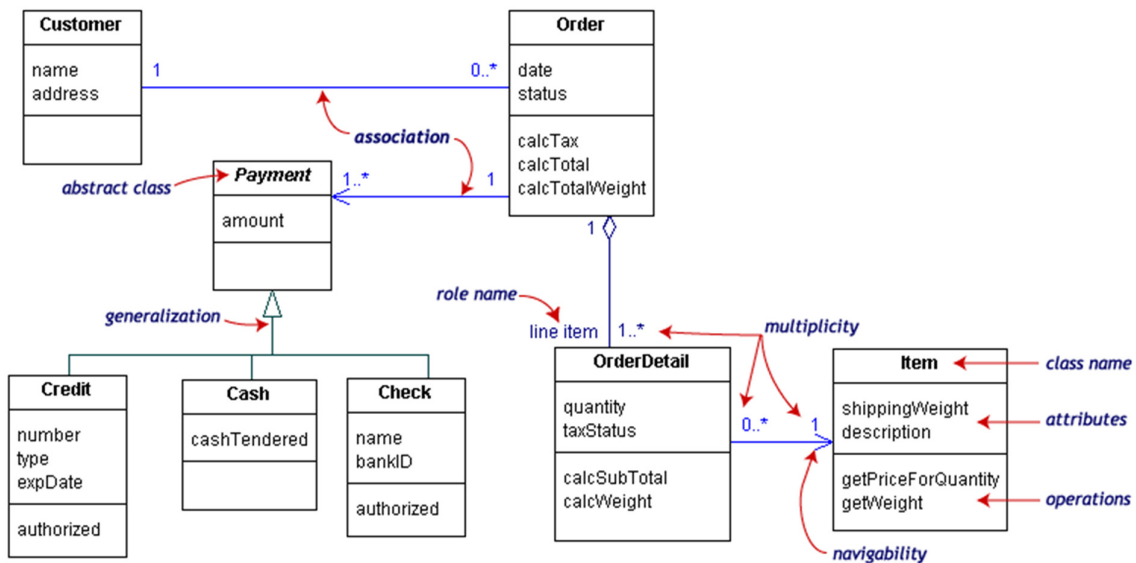 Customer
name
address
1
0..*
association
Order
date
status
calcTax
calcTotal
calcTotalWeight
abstract class
Payment
amount
1..*
1
1
generalization
role name
line item
1..*
multiplicity
Credit
number
type
expDate
authorized
Cash
cashTendered
Check
name
bankID
authorized
OrderDetail
quantity
taxStatus
calcSubTotal
calcWeight
0..*
1
Item
shippingWeight
description
getPriceForQuantity
getWeight
class name
attributes
operations
navigability